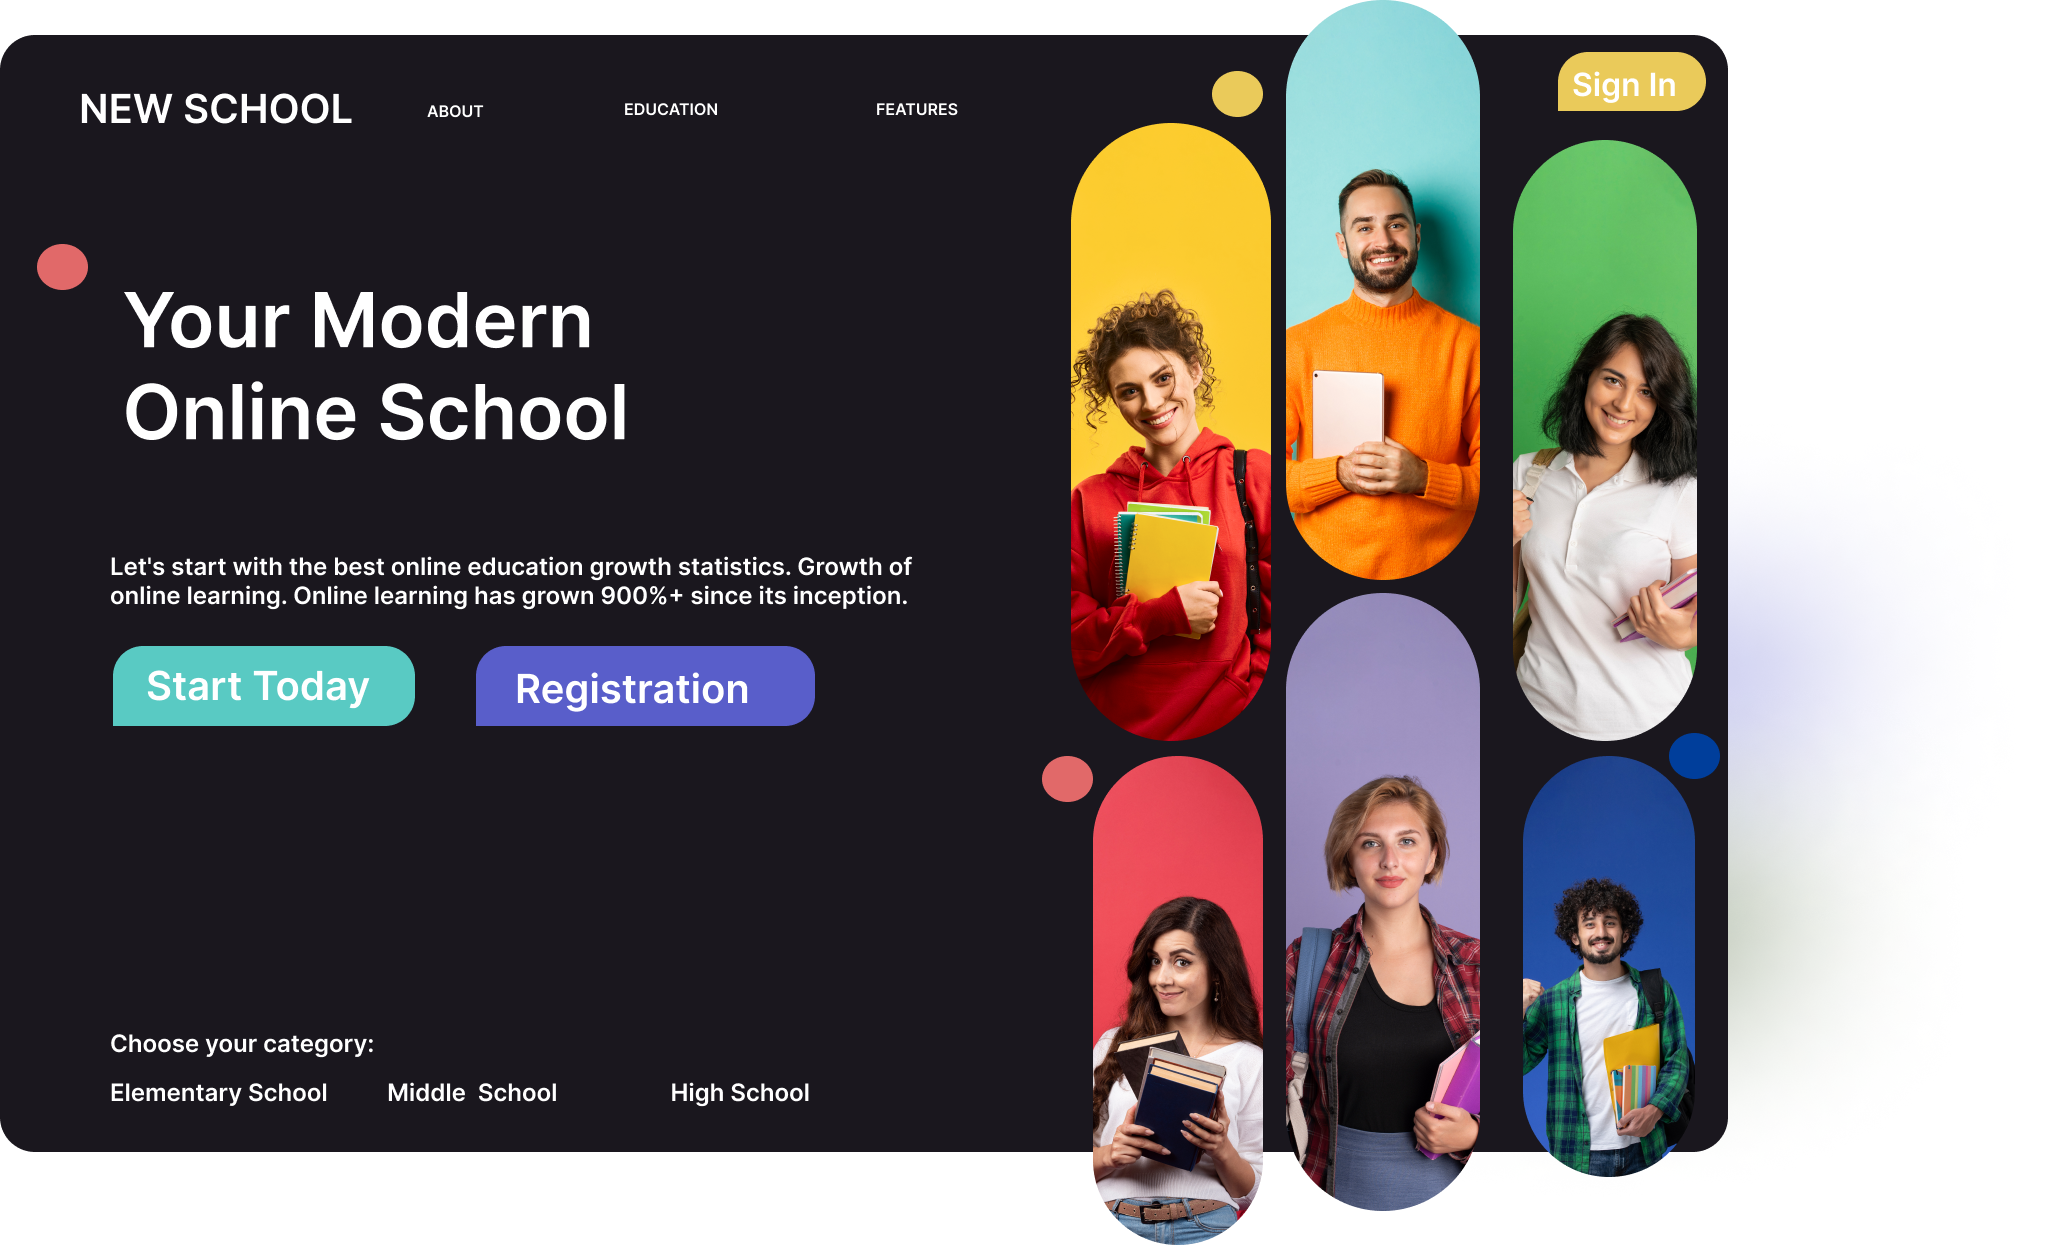 NEW SCHOOL
ABOUT
EDUCATION
FEATURES
Sign In
Your Modern
Online School
Let's start with the best online education growth statistics. Growth of
online learning. Online learning has grown 900%+ since its inception.
Start Today
Registration
Choose your category:
Elementary School
Middle School
High School